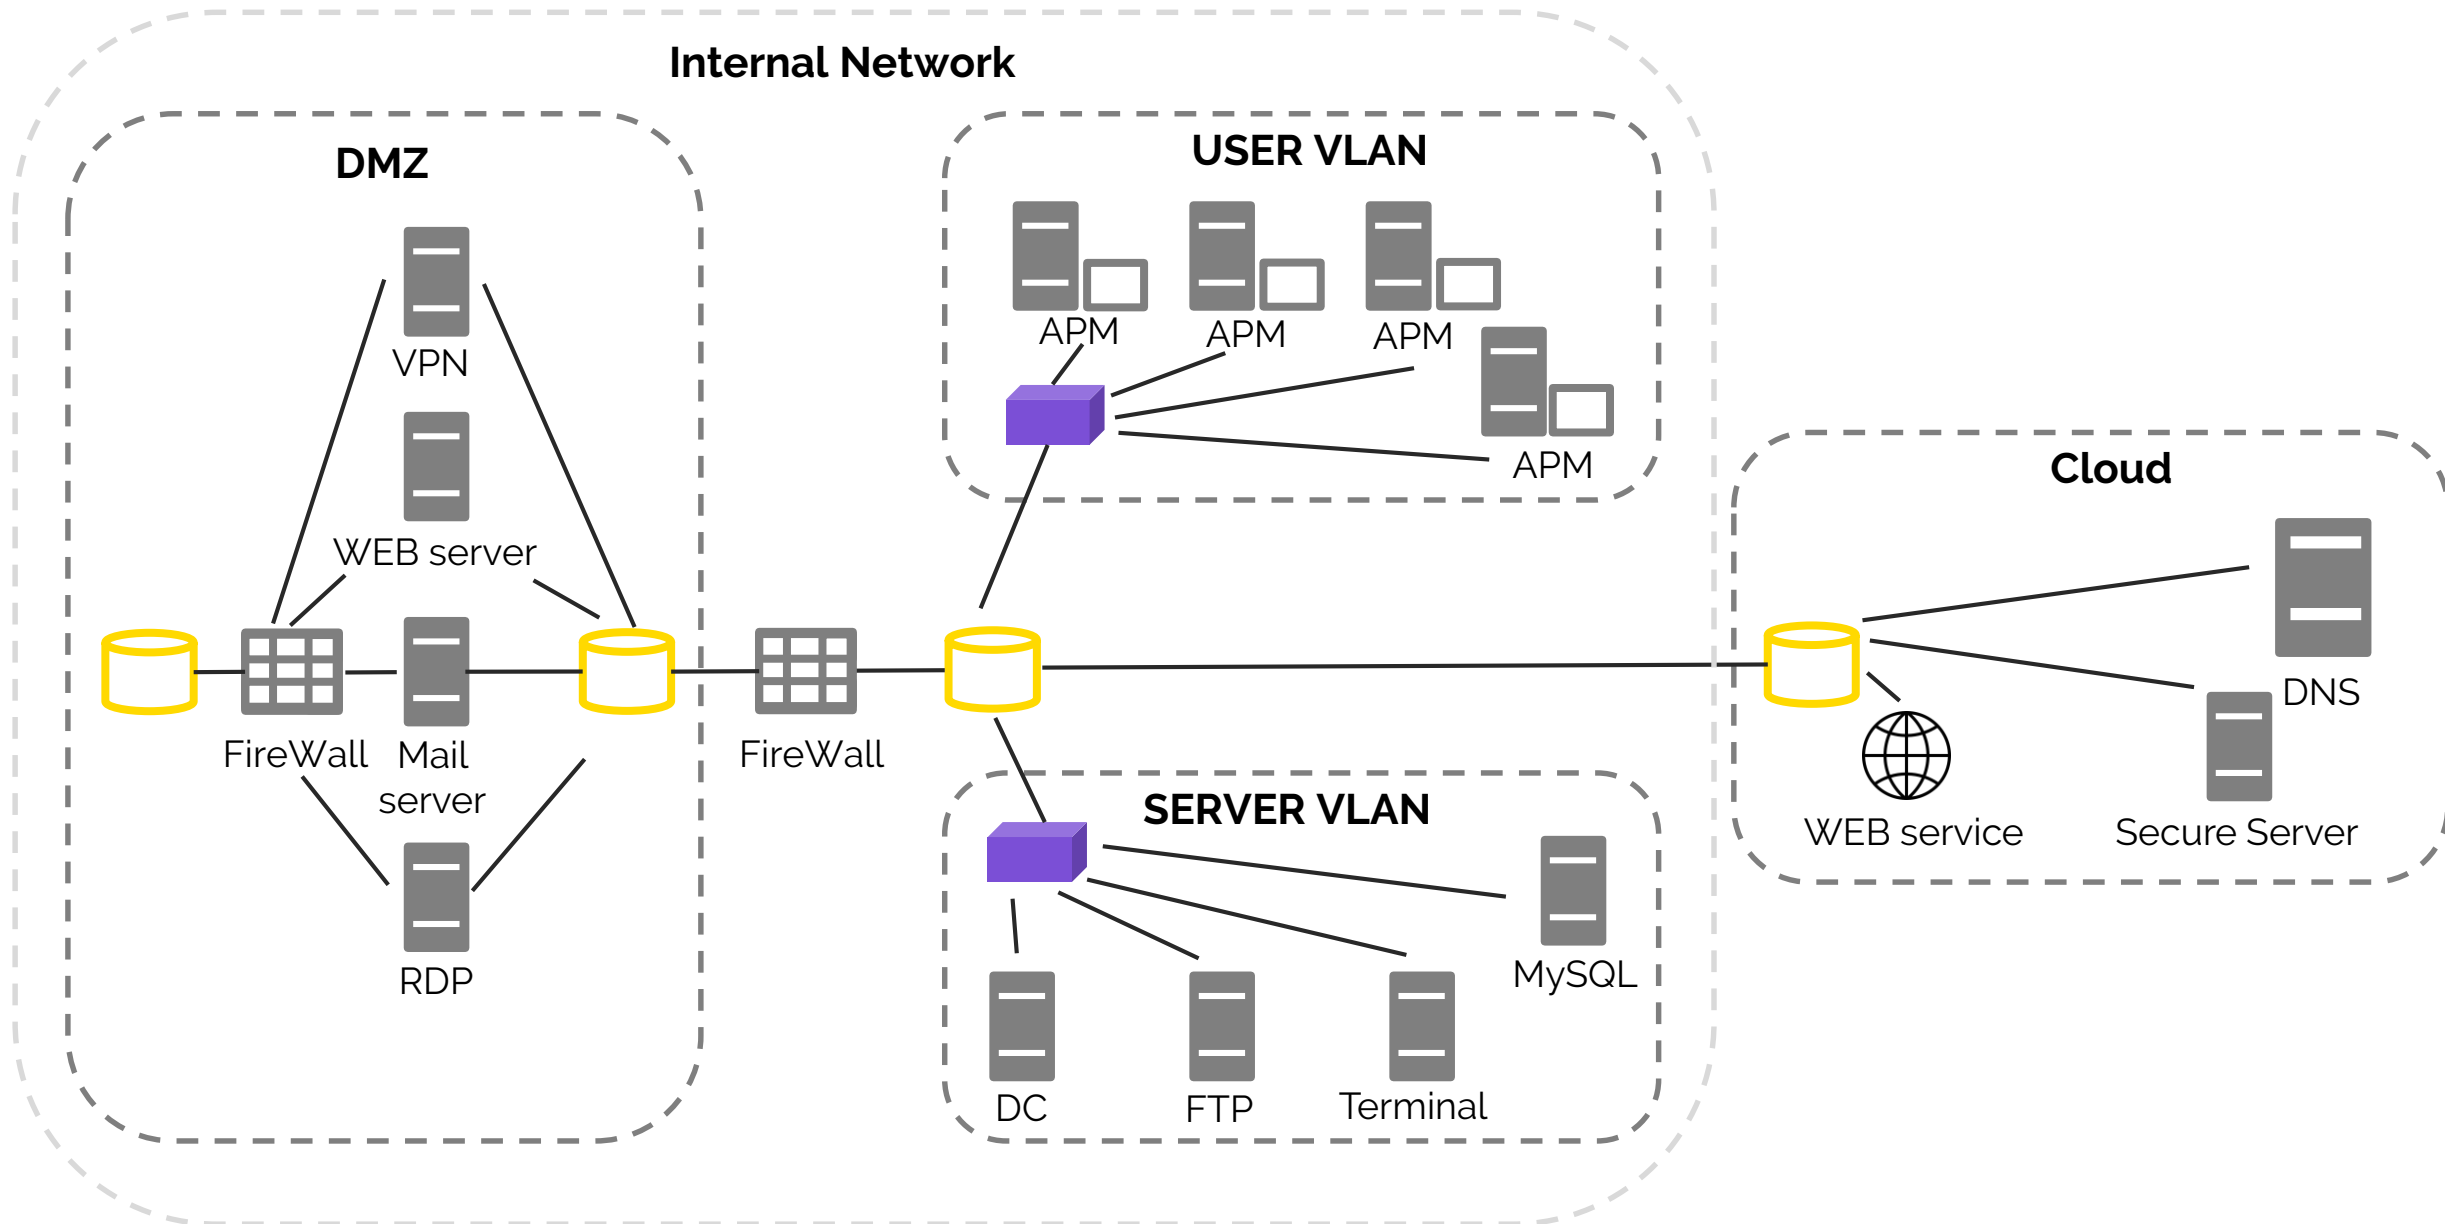 Internal Network
DMZ
VPN
WEB server
FireWall
Mail
server
RDP
FireWall
USER VLAN
APM
APM
APM
APM
SERVER VLAN
MySQL
DC
FTP
Terminal
Cloud
DNS
WEB service
Secure Server